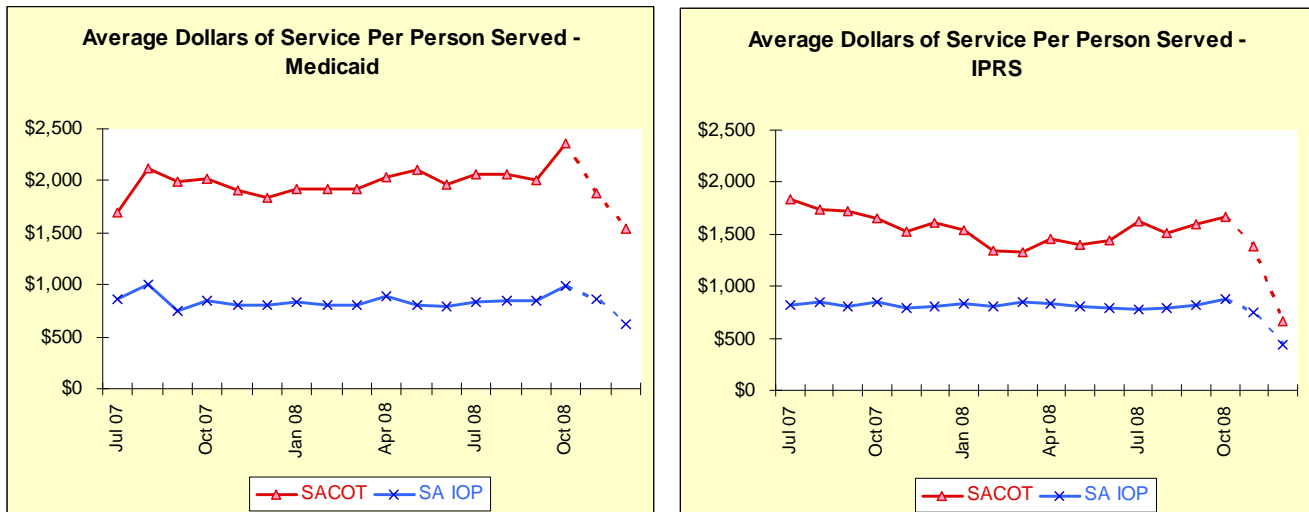 Average Dollars of Service Per Person Served -
Medicaid
$2,500
$2,000
$1,500
$1,000
$500
$0
Jul 07
Oct 07
Jan 08
Apr 08
Jul 08
Oct 08
SACOT
SA IOP
Average Dollars of Service Per Person Served -
IPRS
$2,500
$2,000
$1,500
$1,000
$500
$0
Jul 07
Oct 07
Jan 08
Apr 08
Jul 08
Oct 08
SACOT
SA IOP